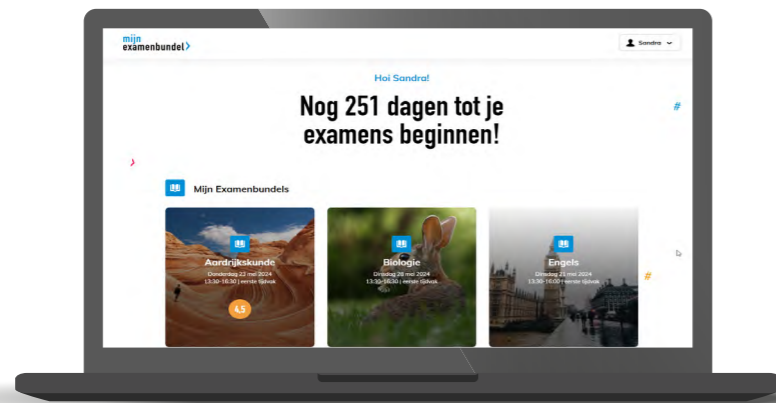 mijn
examenbundel
Sandra
Hoi Sandra!
Nog 251 dagen tot je
examens beginnen!
#
Mijn Examenbundels
Aardrijkskunde
Donderdag 23 mei 2024
13:30-16:30 | eerste tijdvak
4,5
Biologie
Dinsdag 28 mei 2024
13:30-16:30 | eerste tijdvak
Engels
Dinsdag 21 mei 2024
13:30-16:00 | eerste tijdvak
#